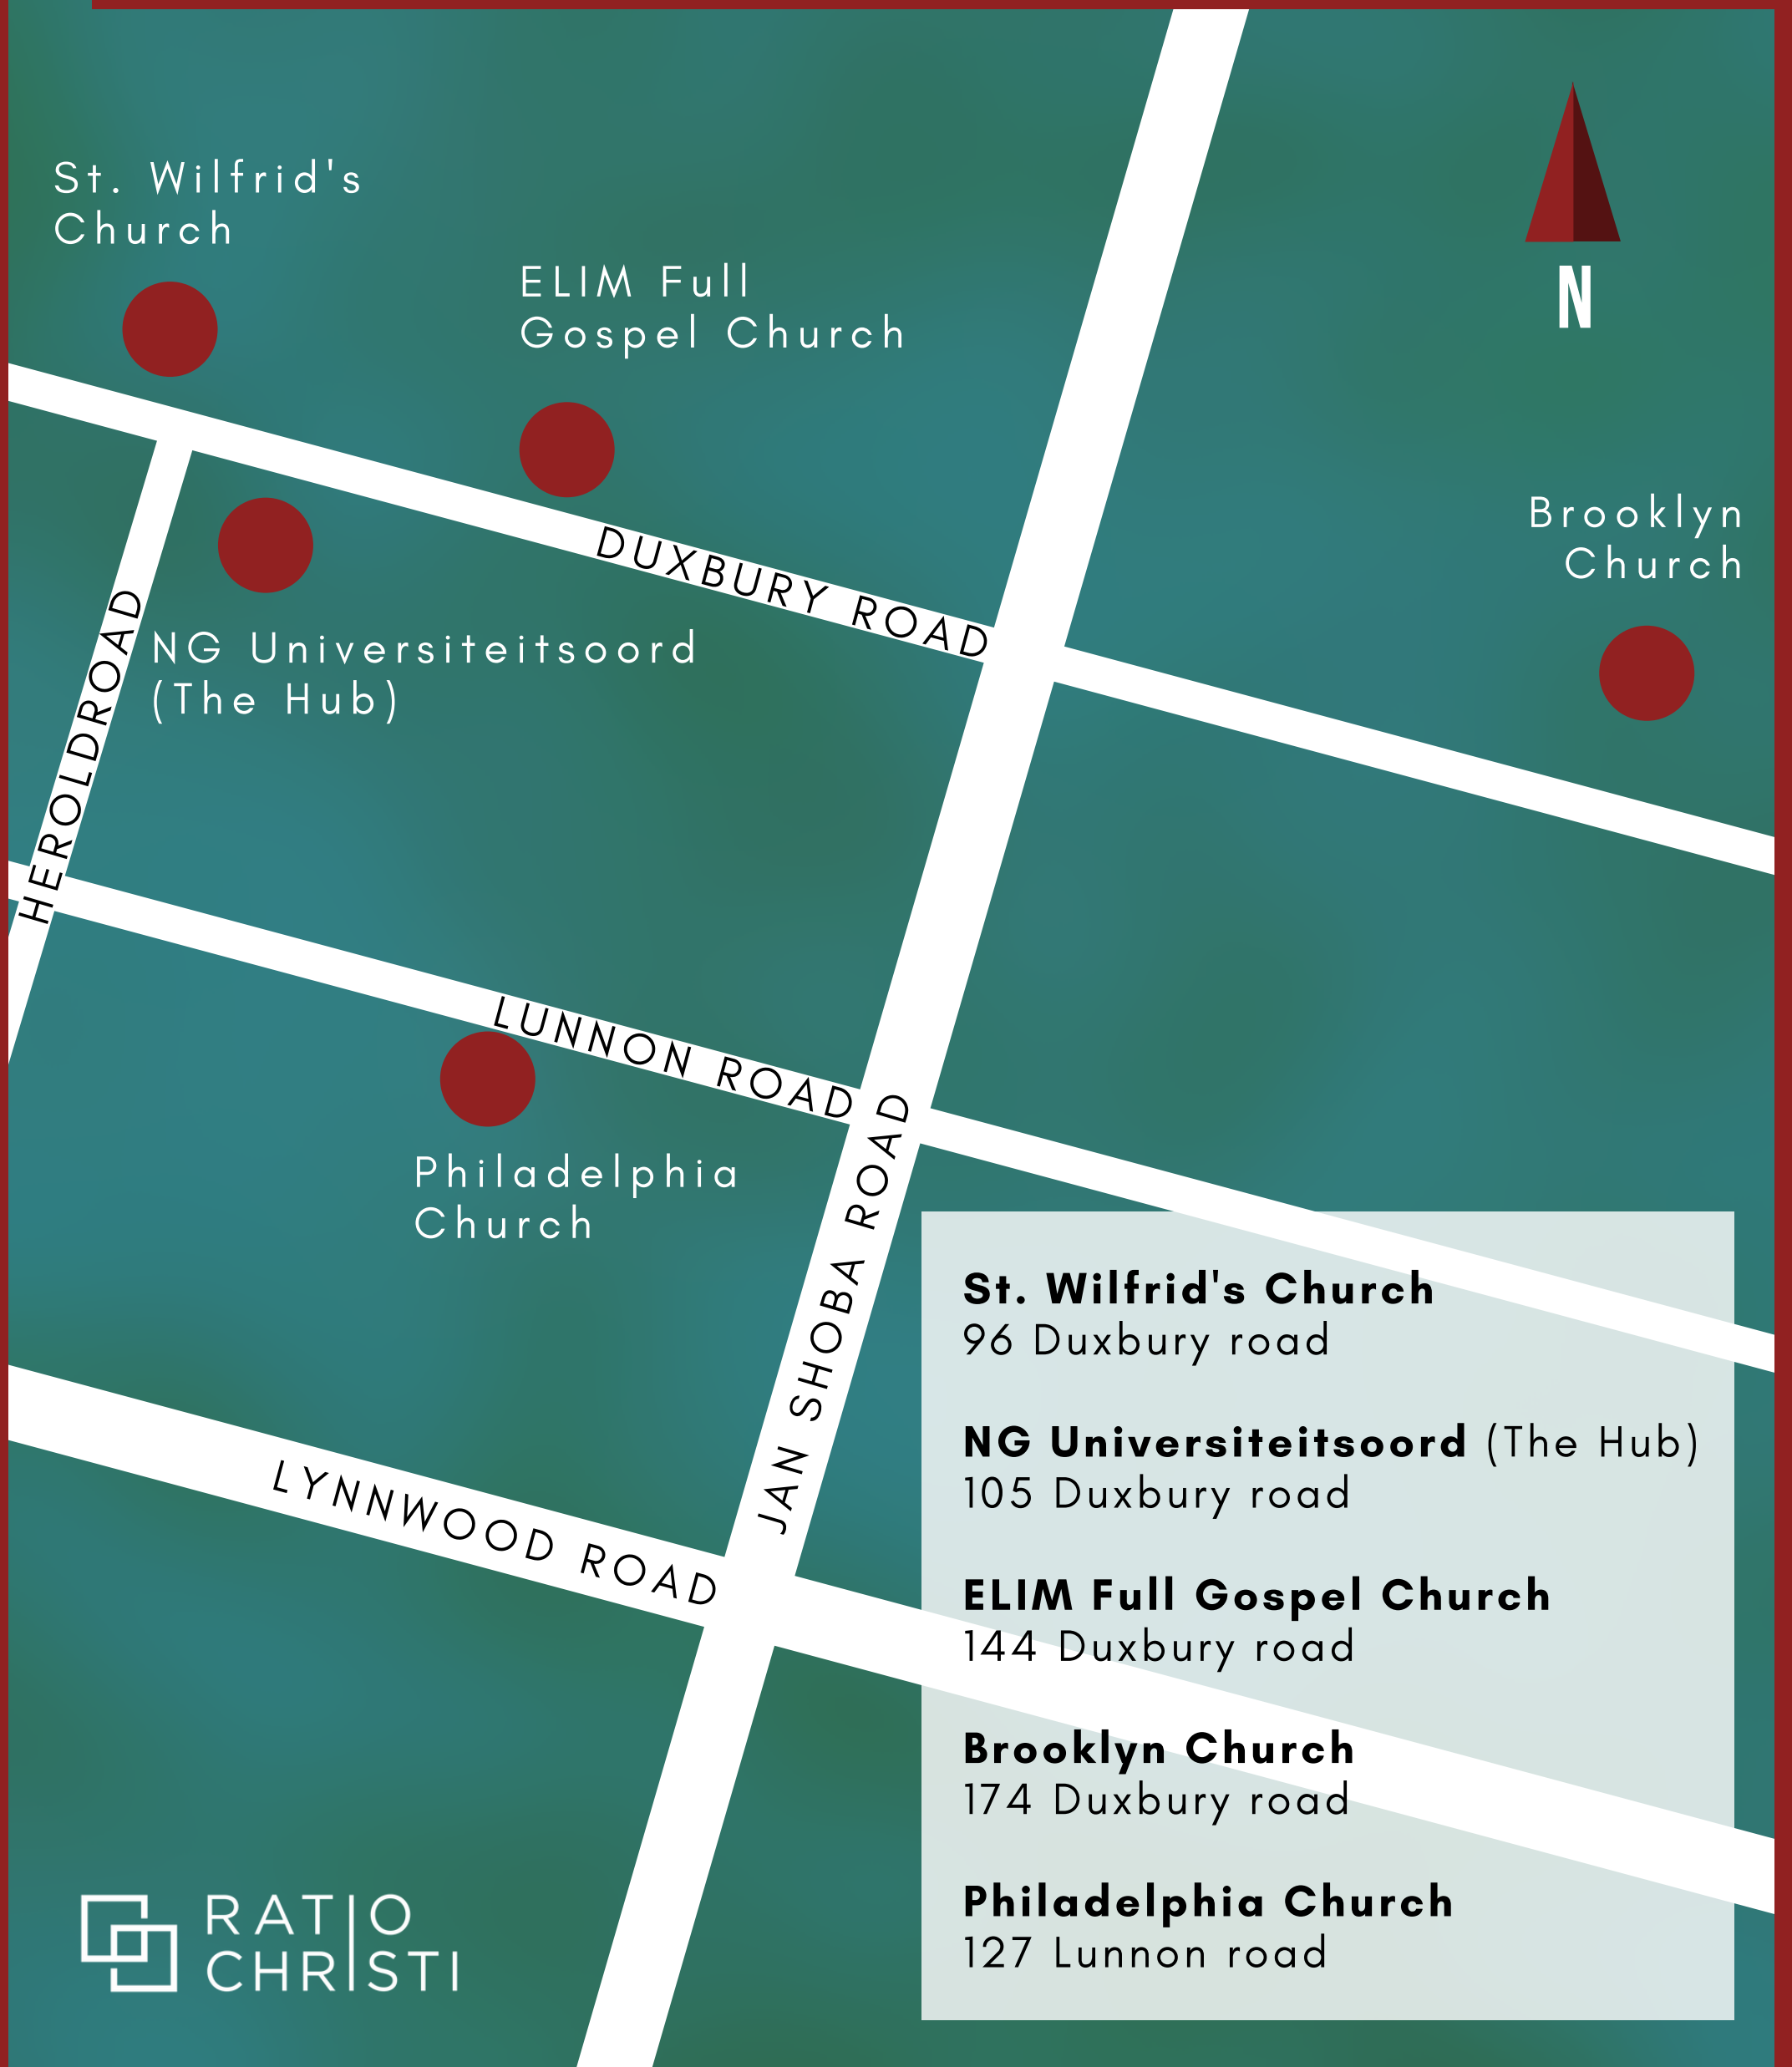 St. Wilfrid's
Church
ELIM Full
Gospel Church
N
Brooklyn
Church
DUXBURY ROAD
HEROLDROAD
NG Universiteitsoord
(The Hub)
LUNNON ROAD
Philadelphia
Church
JAN SHOBA ROAD
LYNNWOOD ROAD
St. Wilfrid's Church
96 Duxbury road
NG Universiteitsoord (The Hub)
105 Duxbury road
ELIM Full Gospel Church
144 Duxbury road
Brooklyn Church
174 Duxbury road
Philadelphia Church
127 Lunnon road
RATIO
CHRISTI